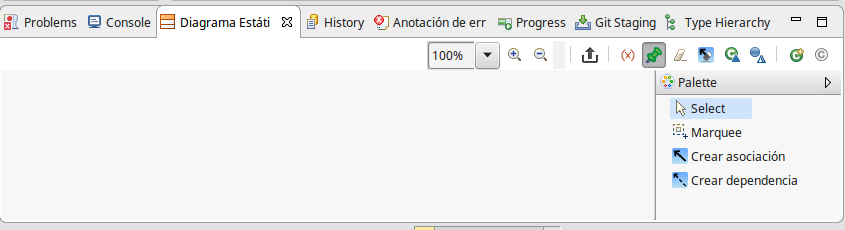 Problems Console Diagrama Estáti History Anotación de err Progress Git Staging Type Hierarchy
100% (x)
Palette
Select
Marquee
Crear asociación
Crear dependencia